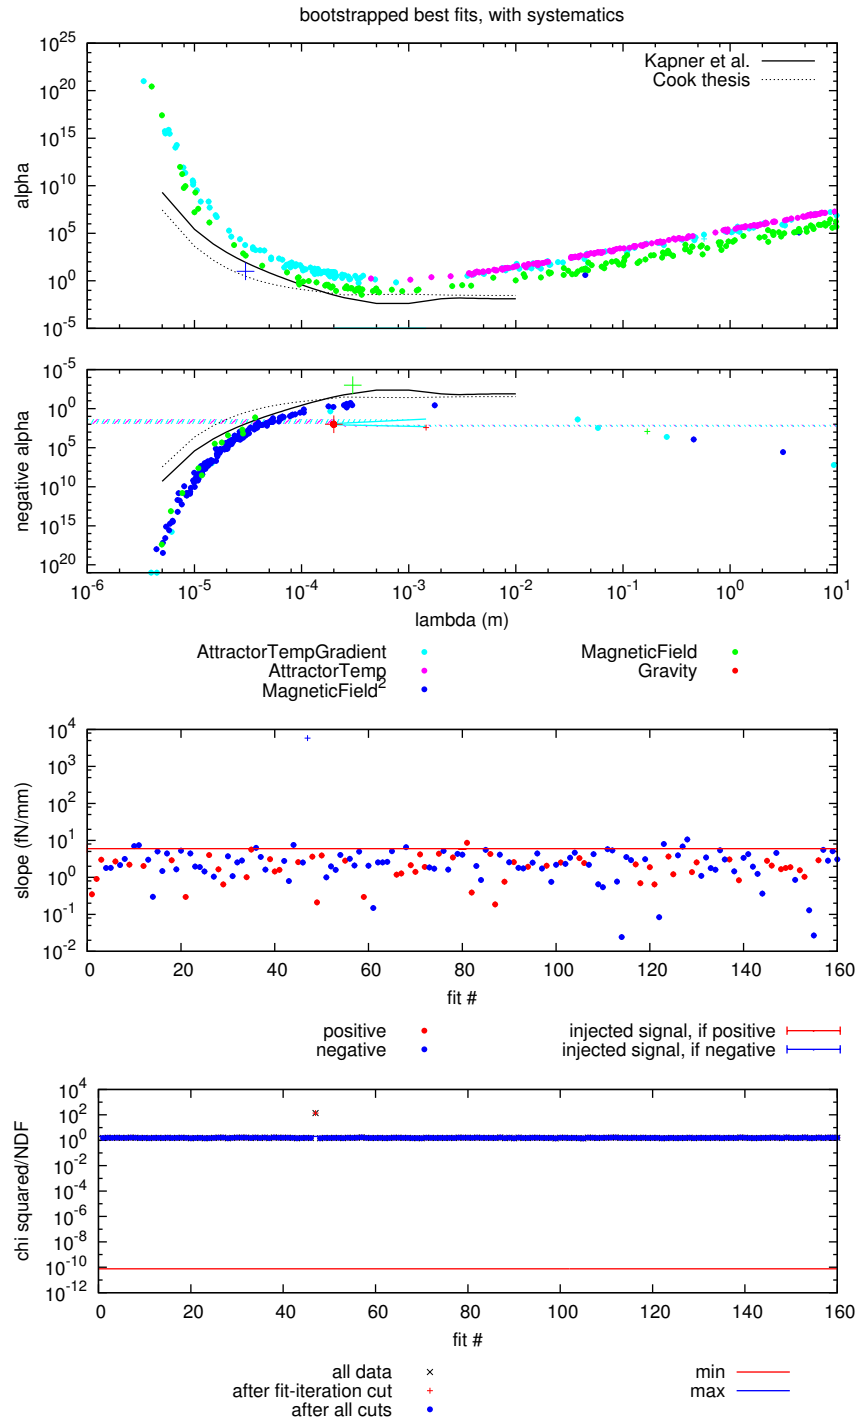 bootstrapped best fits, with systematics
10^25
10^20
10^15
10^10
10^5
10^0
10^-5
alpha
Kapner et al.
Cook thesis
10^-5
10^0
10^5
10^10
10^15
10^20
negative alpha
10^-6 10^-5 10^-4 10^-3 10^-2 10^-1 10^0 10^1
lambda (m)
AttractorTempGradient
AttractorTemp
MagneticField^2
MagneticField
Gravity
10^4
10^3
10^2
10^1
10^0
10^-1
10^-2
slope (fN/mm)
0 20 40 60 80 100 120 140 160
fit #
positive
negative
injected signal, if positive
injected signal, if negative
10^4
10^2
10^0
10^-2
10^-4
10^-6
10^-8
10^-10
10^-12
chi squared/NDF
0 20 40 60 80 100 120 140 160
fit #
all data
after fit-iteration cut
after all cuts
min
max